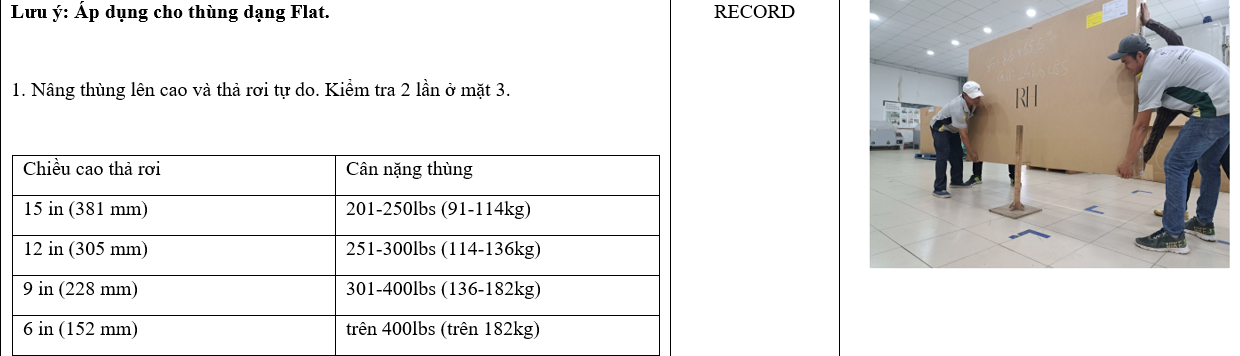 Lưu ý: Áp dụng cho thùng dạng Flat.
RECORD
1. Nâng thùng lên cao và thả rơi tự do. Kiểm tra 2 lần ở mặt 3.
Chiều cao thả rơi
Cân nặng thùng
15 in (381 mm)
201-250lbs (91-114kg)
12 in (305 mm)
251-300lbs (114-136kg)
9 in (228 mm)
301-400lbs (136-182kg)
6 in (152 mm)
trên 400lbs (trên 182kg)
RH